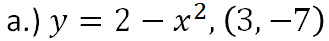 a.) y = 2 − x², (3, −7)